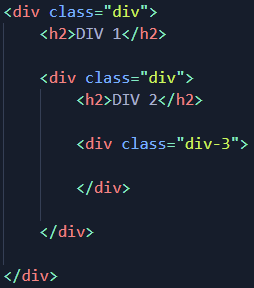 <div class="div">
<h2>DIV 1</h2>
<div class="div">
<h2>DIV 2</h2>
<div class="div-3">
</div>
</div>
</div>